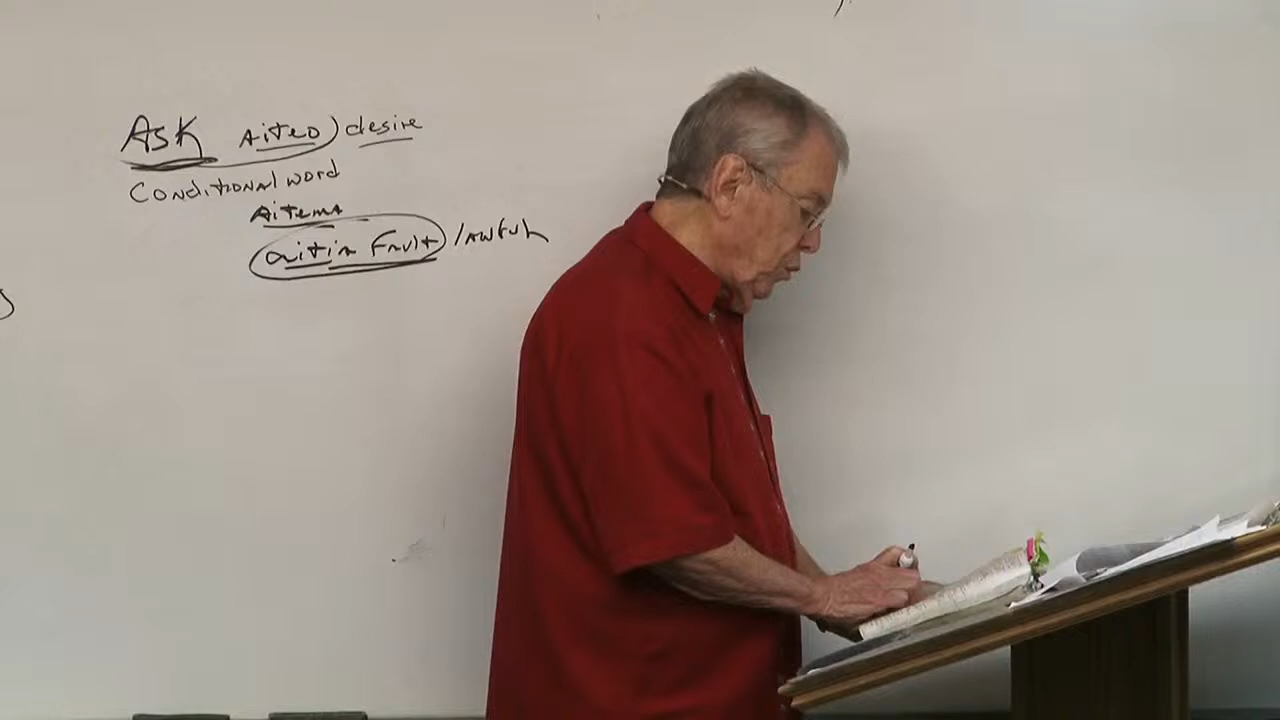 ASK AiTEO) desire
Conditional word
AiTEMA
aitia Fault) lawful